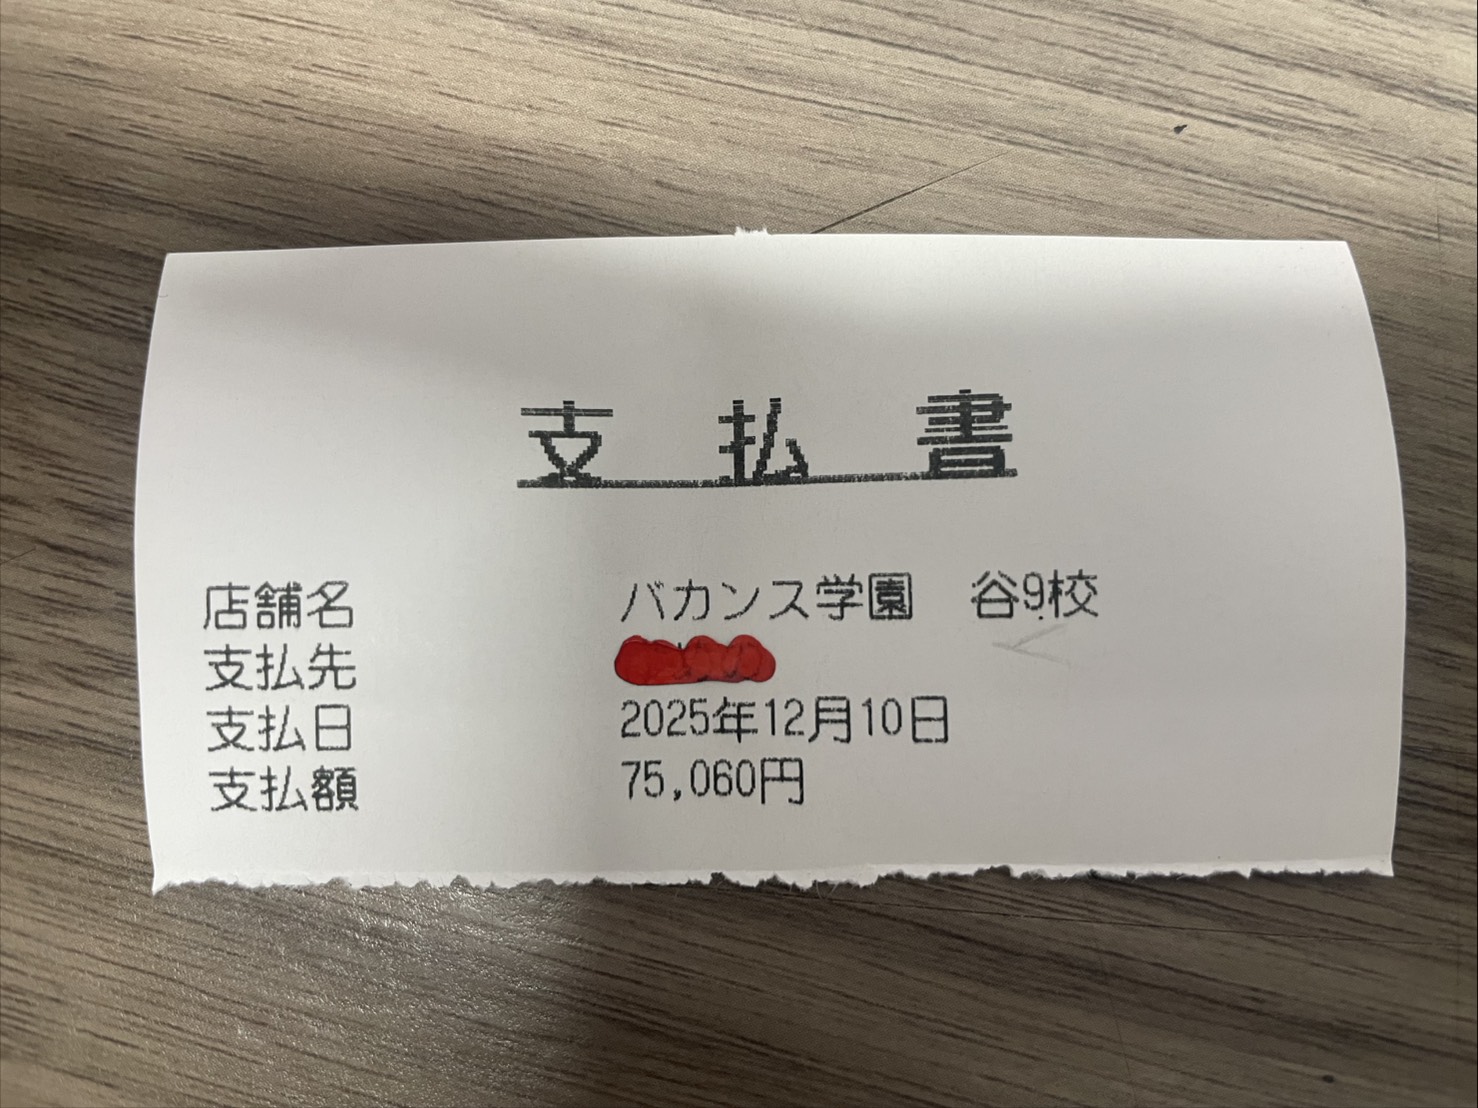 支払書
店舗名 バカンス学園 谷9校
支払先
支払日 2025年12月10日
支払額 75,060円